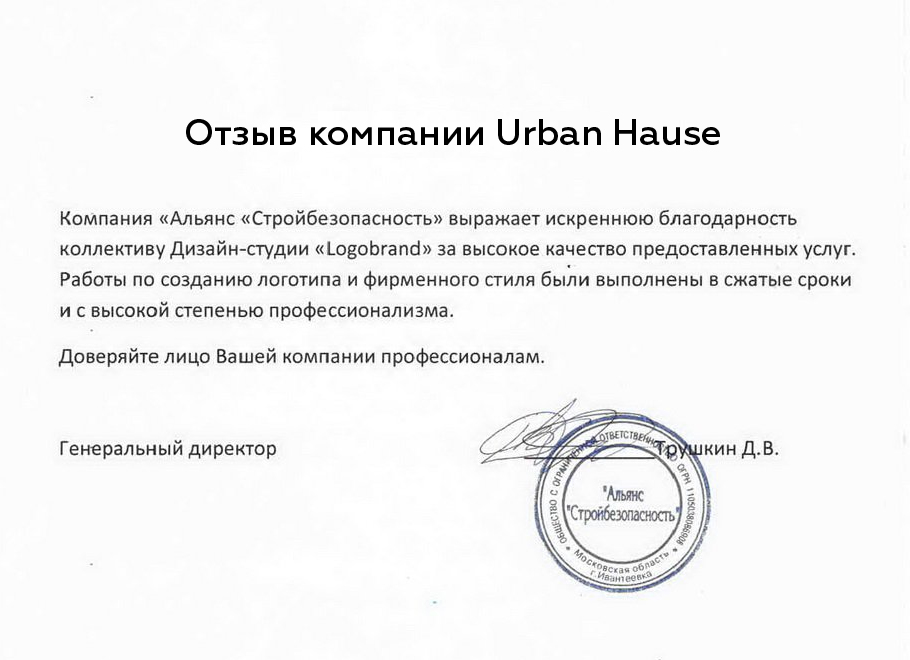 Отзыв компании Urban Hause
Компания «Альянс «Стройбезопасность» выражает искреннюю благодарность
коллективу Дизайн-студии «Logobrand» за высокое качество предоставленных услуг.
Работы по созданию логотипа и фирменного стиля были выполнены в сжатые сроки
и с высокой степенью профессионализма.
Доверяйте лицо Вашей компании профессионалам.
Генеральный директор Трушкин Д.В.
ОБЩЕСТВО С ОГРАНИЧЕННОЙ ОТВЕТСТВЕННОСТЬЮ ОГРН
"Альянс
"Стройбезопасность"
Московская область
г.Ивантеевка